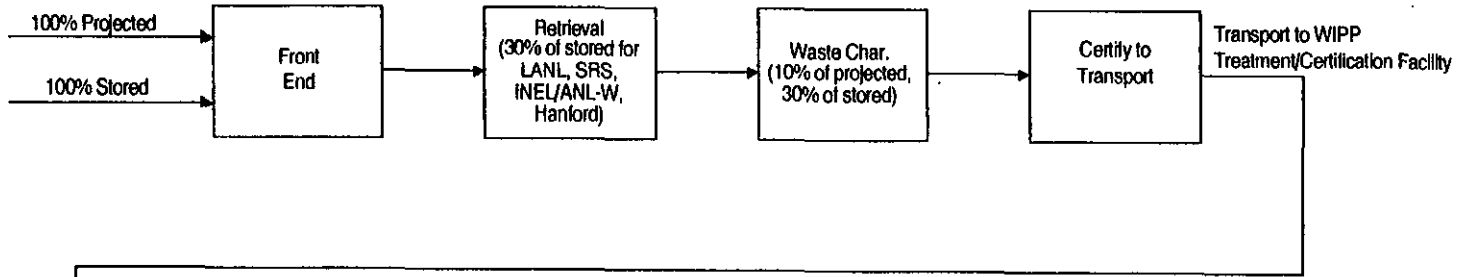 100% Projected
100% Stored
Front
End
Retrieval
(30% of stored for
LANL, SRS,
INEL/ANL-W,
Hanford)
Waste Char.
(10% of projected,
30% of stored)
Certify to
Transport
Transport to WIPP
Treatment/Certification Facility